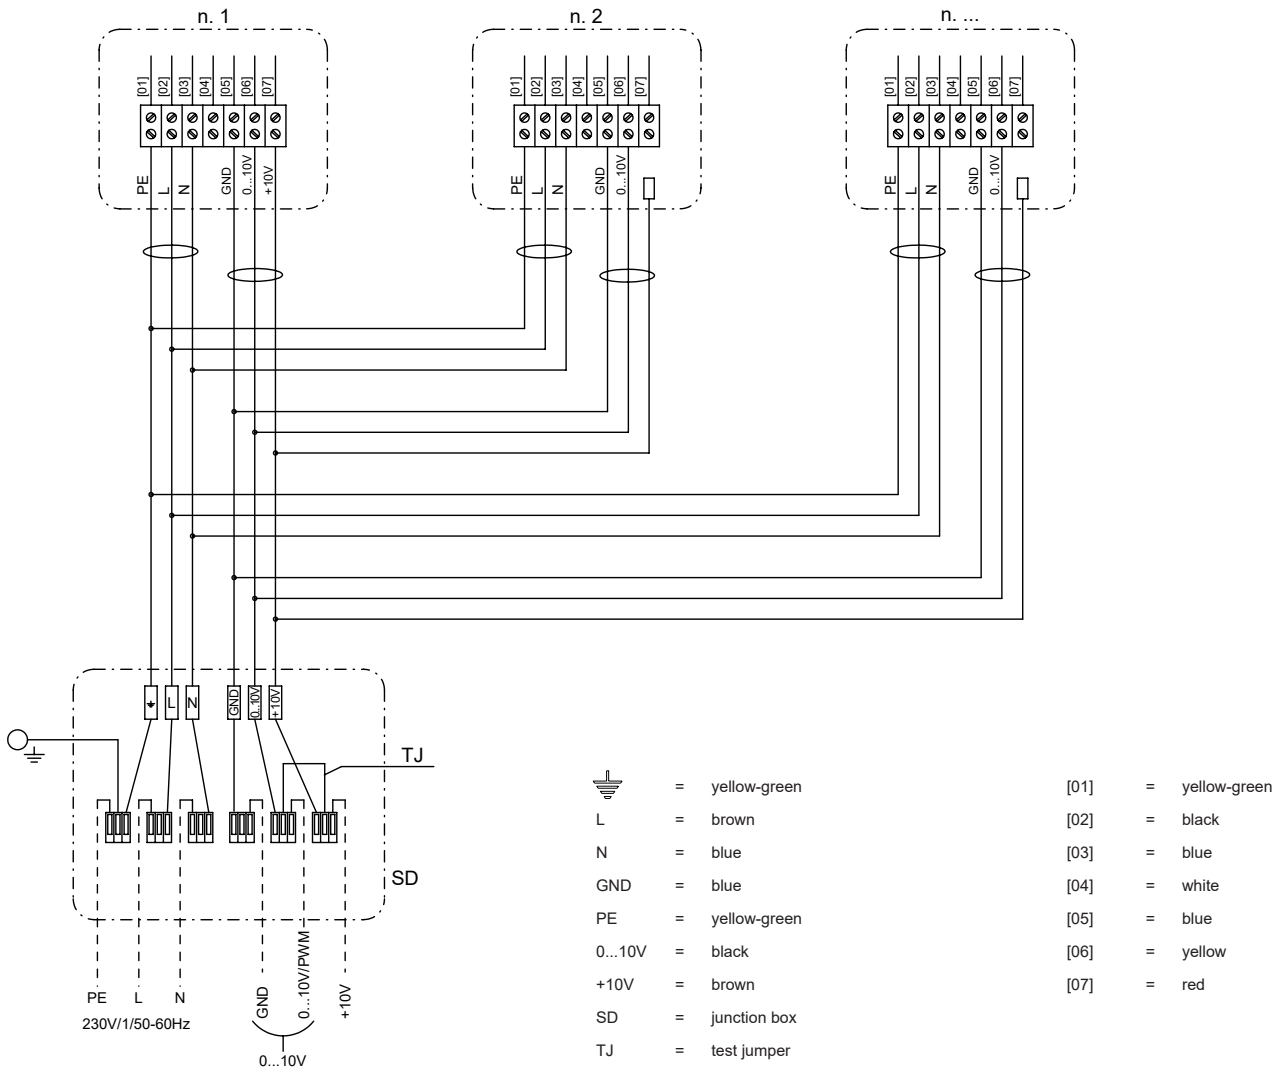 n. 1 n. 2 n. ...
[01] [02] [03] [04] [05] [06] [07] [01] [02] [03] [04] [05] [06] [07] [01] [02] [03] [04] [05] [06] [07]
PE L N GND 0...10V +10V PE L N GND 0...10V PE L N GND 0...10V
L N GND 0..10V +10V
TJ
SD
PE L N GND 0...10V/PWM +10V
230V/1/50-60Hz
0...10V
= yellow-green
L = brown
N = blue
GND = blue
PE = yellow-green
0...10V = black
+10V = brown
SD = junction box
TJ = test jumper
[01] = yellow-green
[02] = black
[03] = blue
[04] = white
[05] = blue
[06] = yellow
[07] = red